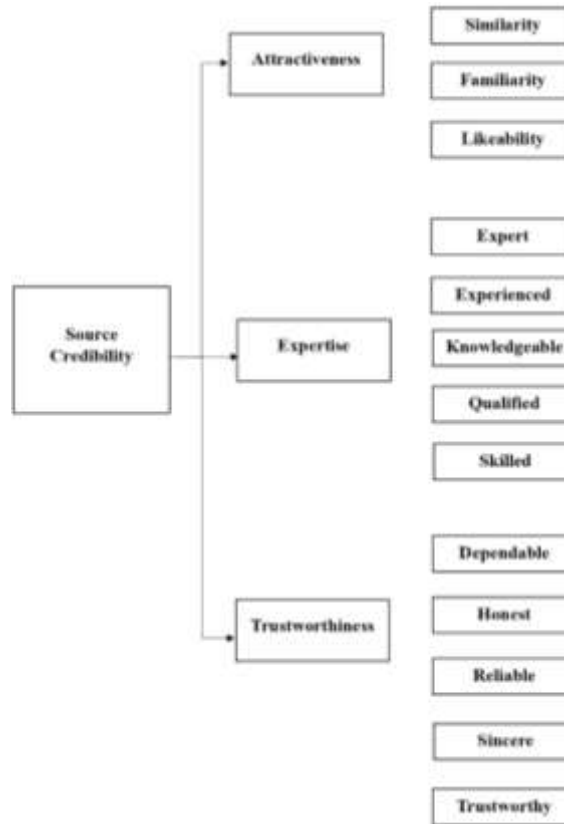 Similarity
Attractiveness
Familiarity
Likeability
Expert
Experienced
Source
Credibility
Expertise
Knowledgeable
Qualified
Skilled
Dependable
Honest
Trustworthiness
Reliable
Sincere
Trustworthy